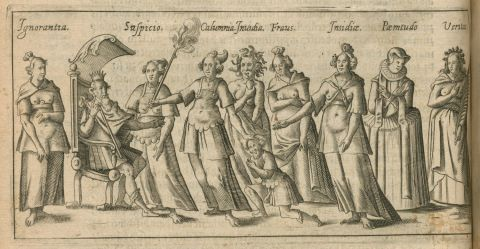 Ignorantia. Suspicio. Calumnia. Inuidia. Fraus. Insidiæ. Pœnitudo Verita